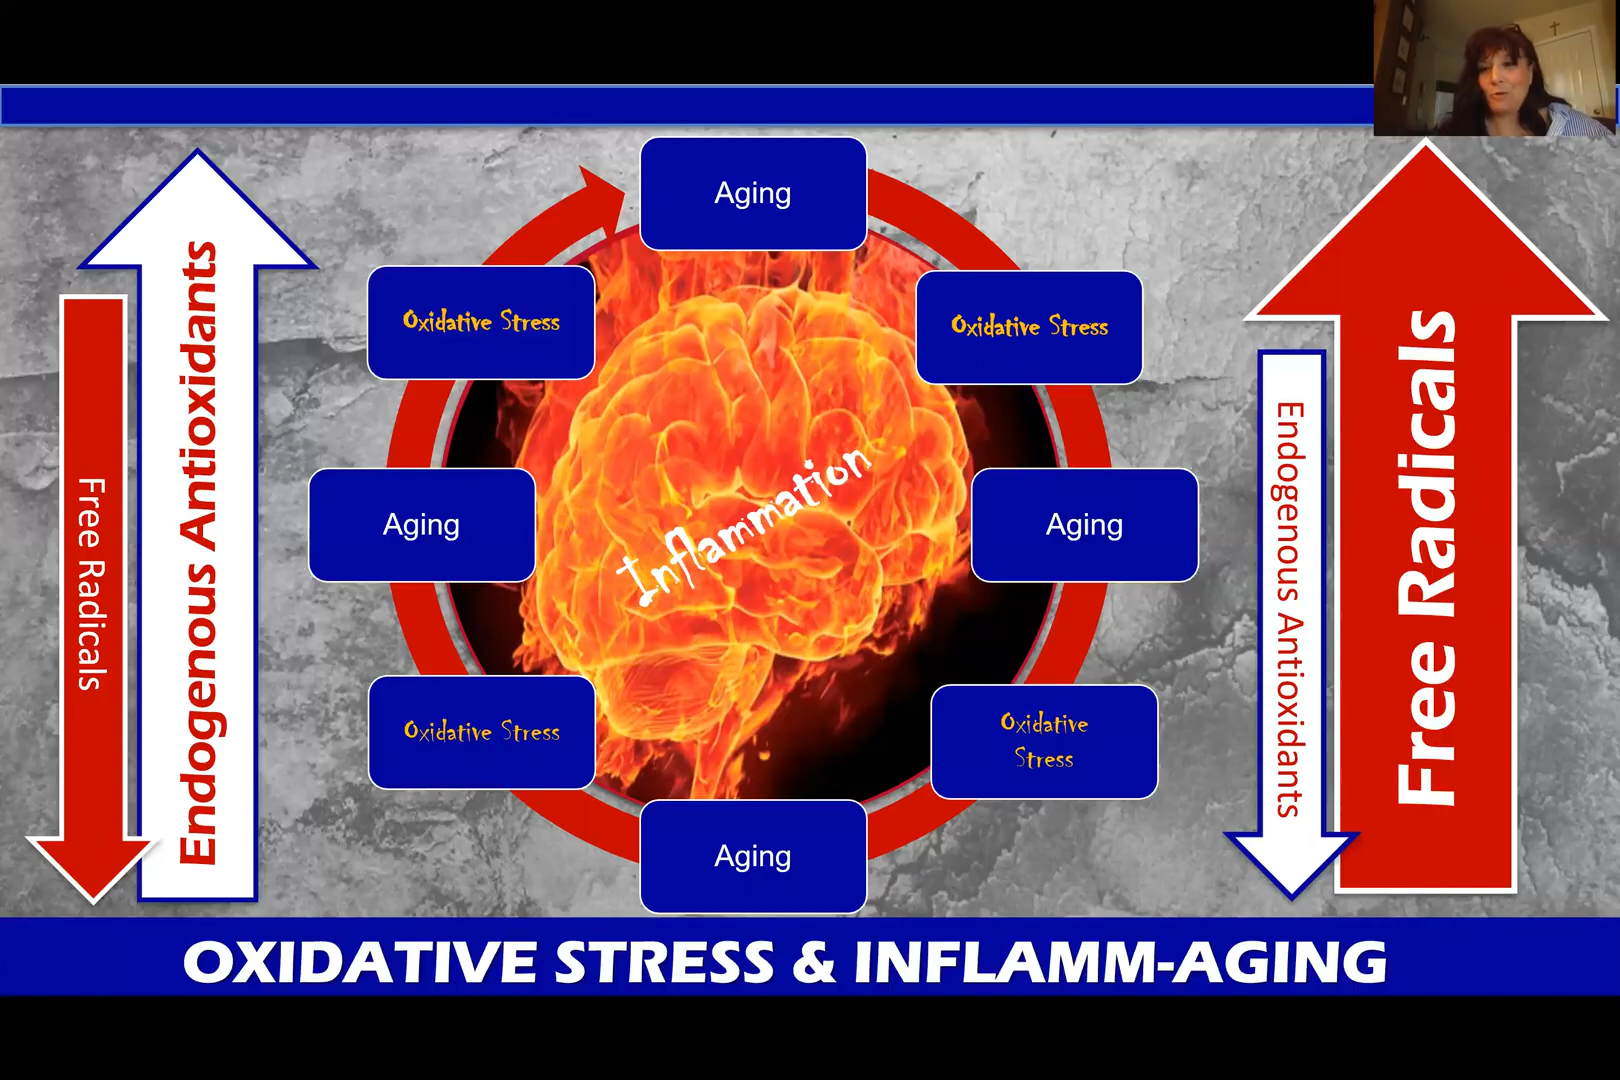 Aging
Oxidative Stress
Oxidative Stress
Endogenous Antioxidants
Free Radicals
Inflammation
Aging
Aging
Endogenous Antioxidants
Free Radicals
Oxidative Stress
Oxidative
Stress
Aging
OXIDATIVE STRESS & INFLAMM-AGING